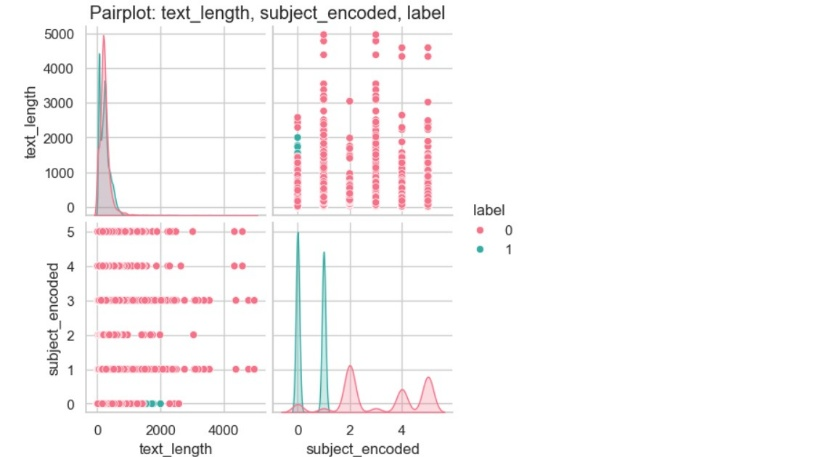 Pairplot: text_length, subject_encoded, label
5000
4000
3000
2000
1000
0
text_length
5
4
3
2
1
0
subject_encoded
0 2000 4000
text_length
0 2 4
subject_encoded
label
0
1